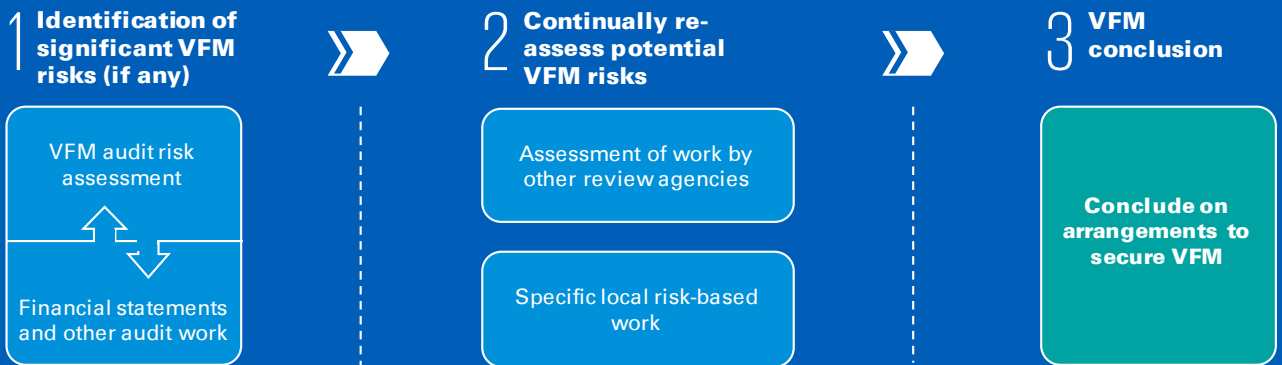 1
Identification of
significant VFM
risks (if any)
VFM audit risk
assessment
Financial statements
and other audit work
2
Continually re-
assess potential
VFM risks
Assessment of work by
other review agencies
Specific local risk-based
work
3
VFM
conclusion
Conclude on
arrangements to
secure VFM